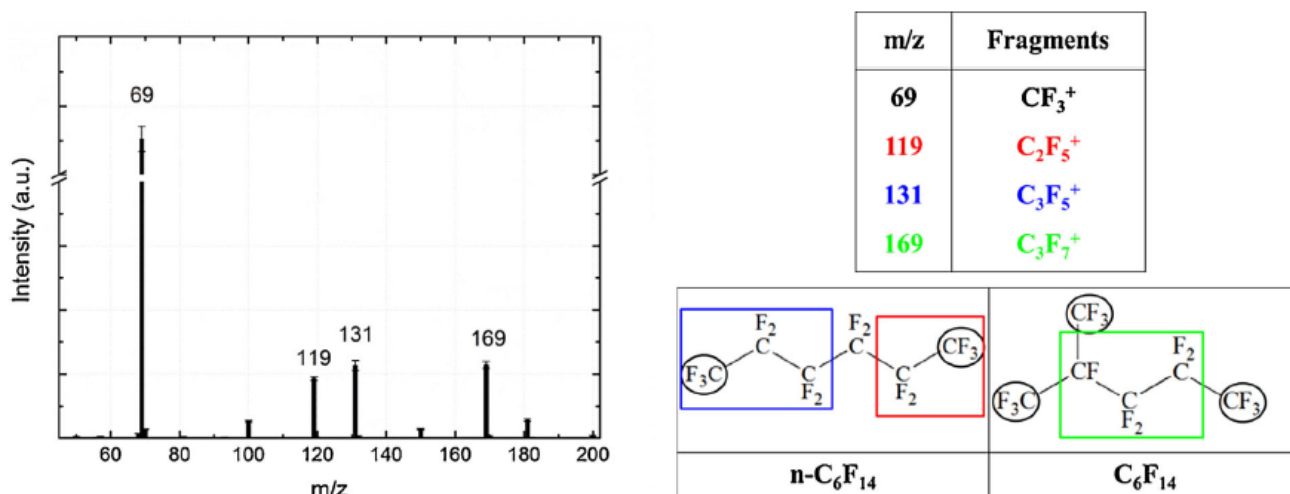 69
119
131
169
Intensity (a.u.)
60 80 100 120 140 160 180 200
m/z
m/z Fragments
69 CF₃⁺
119 C₂F₅⁺
131 C₃F₅⁺
169 C₃F₇⁺
F₂ F₂
F₃C C C C C CF₃
F₂ F₂
CF₃
F₂
F₃C CF C C CF₃
F₂
n-C₆F₁₄ C₆F₁₄